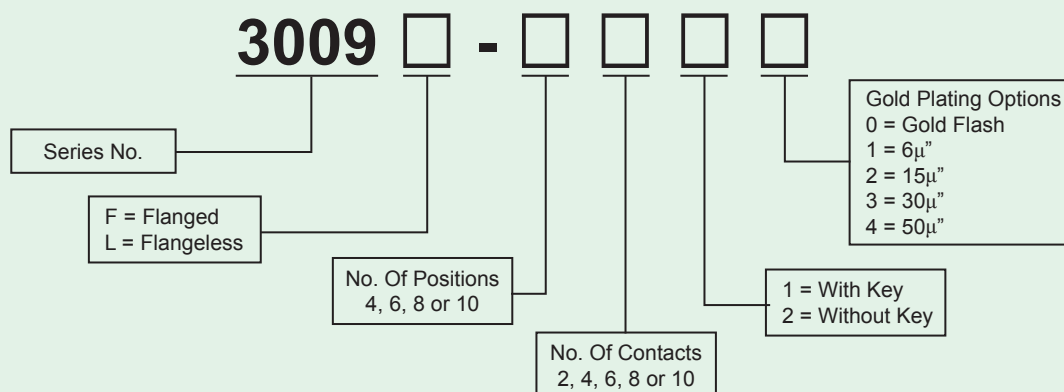 3009 □ - □ □ □ □
Series No.
F = Flanged
L = Flangeless
No. Of Positions
4, 6, 8 or 10
No. Of Contacts
2, 4, 6, 8 or 10
1 = With Key
2 = Without Key
Gold Plating Options
0 = Gold Flash
1 = 6μ”
2 = 15μ”
3 = 30μ”
4 = 50μ”